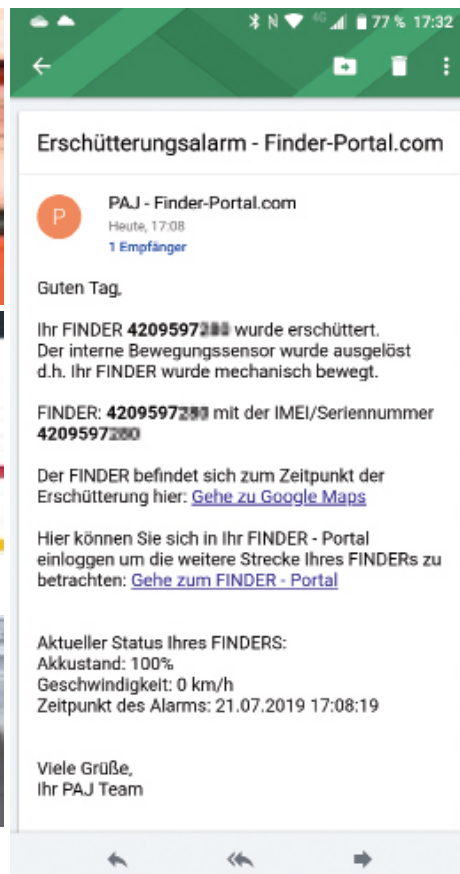 4G 77 % 17:32
Erschütterungsalarm - Finder-Portal.com
P
PAJ - Finder-Portal.com
Heute, 17:08
1 Empfänger
Guten Tag,
Ihr FINDER 4209597 wurde erschüttert.
Der interne Bewegungssensor wurde ausgelöst
d.h. Ihr FINDER wurde mechanisch bewegt.
FINDER: 4209597 mit der IMEI/Seriennummer
4209597
Der FINDER befindet sich zum Zeitpunkt der
Erschütterung hier: Gehe zu Google Maps
Hier können Sie sich in Ihr FINDER - Portal
einloggen um die weitere Strecke Ihres FINDERs zu
betrachten: Gehe zum FINDER - Portal
Aktueller Status Ihres FINDERS:
Akkustand: 100%
Geschwindigkeit: 0 km/h
Zeitpunkt des Alarms: 21.07.2019 17:08:19
Viele Grüße,
Ihr PAJ Team